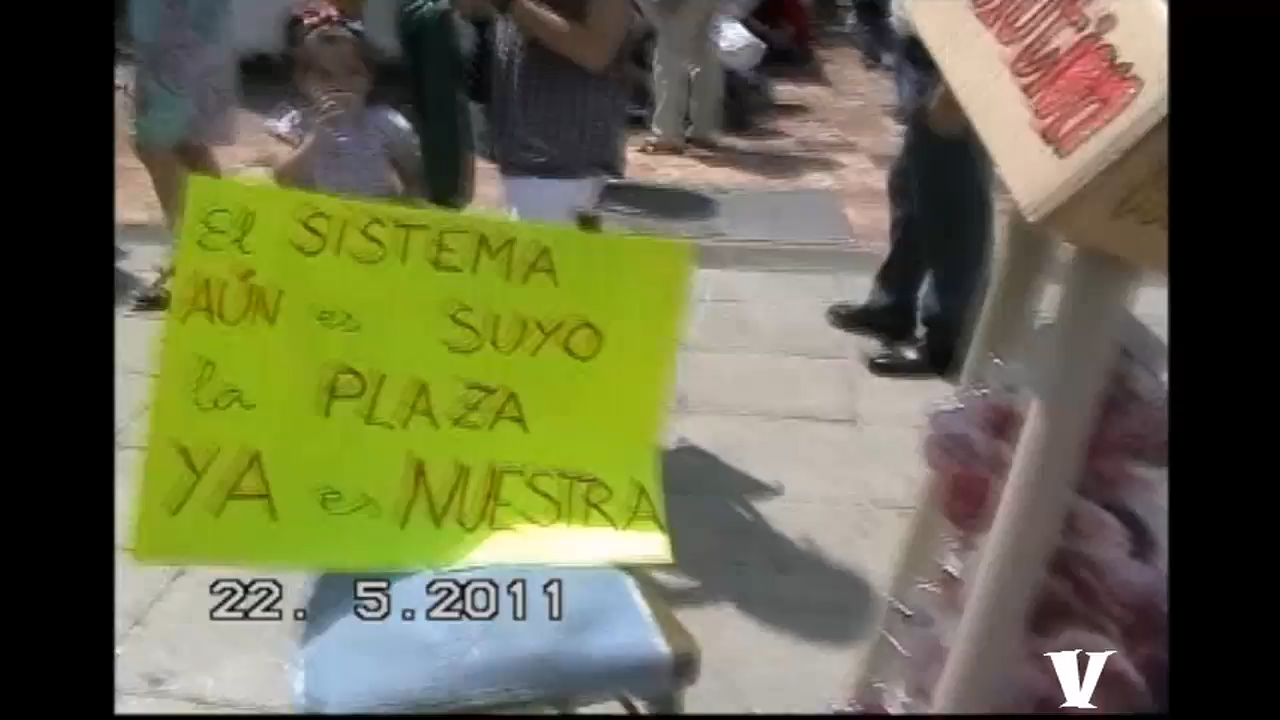 El SISTEMA
AÚN es SUYO
la PLAZA
YA es NUESTRA
22. 5.2011
V